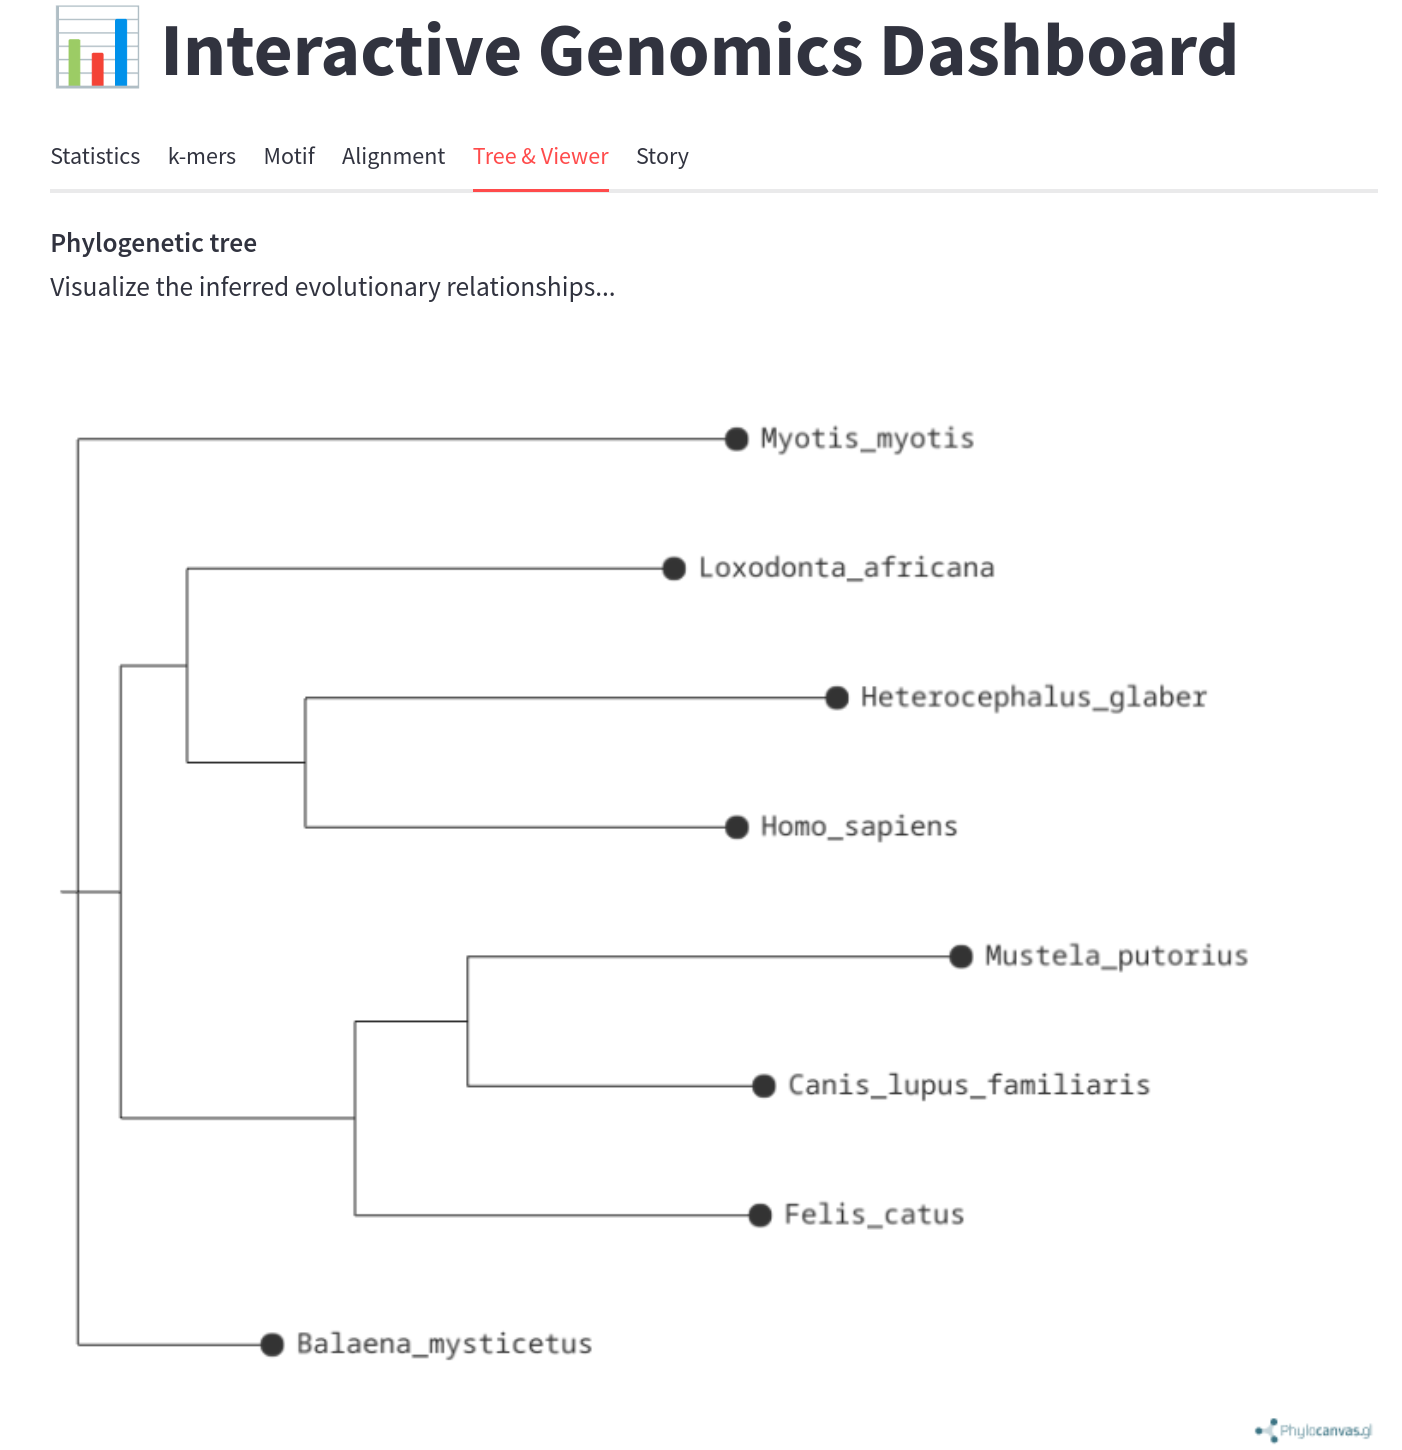 Interactive Genomics Dashboard
Statistics k-mers Motif Alignment Tree & Viewer Story
Phylogenetic tree
Visualize the inferred evolutionary relationships...
Myotis_myotis
Loxodonta_africana
Heterocephalus_glaber
Homo_sapiens
Mustela_putorius
Canis_lupus_familiaris
Felis_catus
Balaena_mysticetus
Phylocanvas.gl